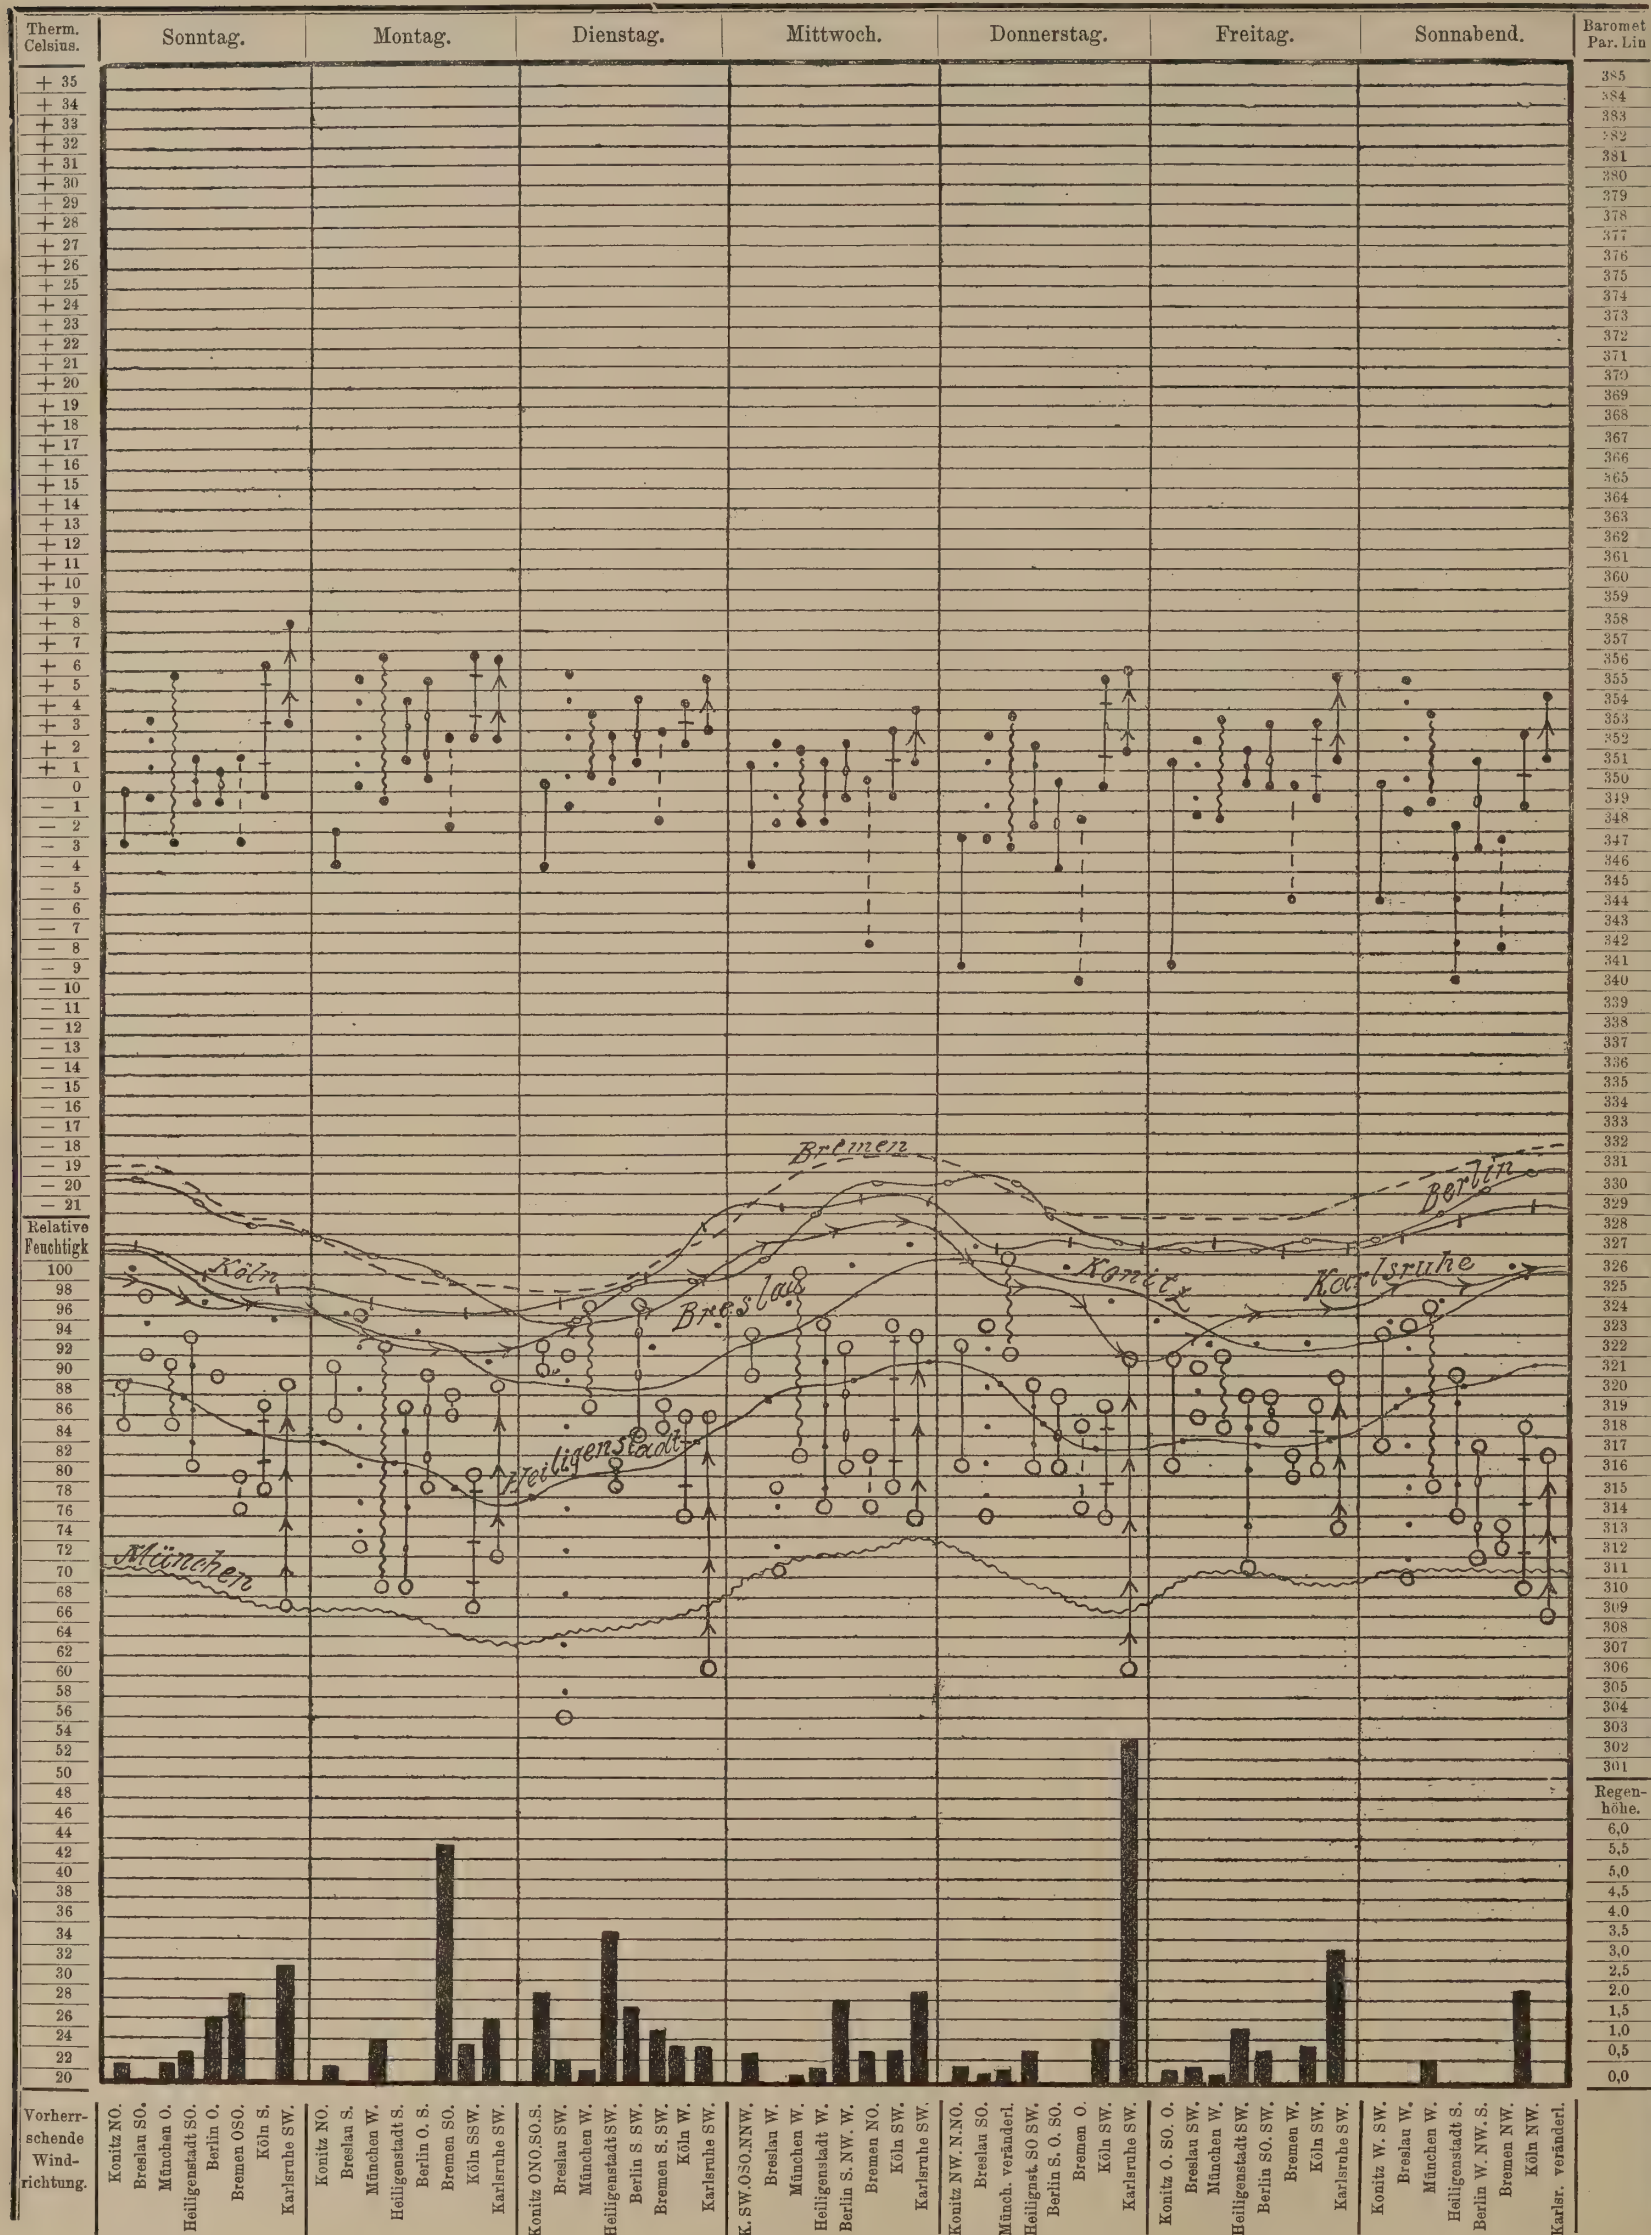 Therm.
Celsius.
Sonntag.
Montag.
Dienstag.
Mittwoch.
Donnerstag.
Freitag.
Sonnabend.
Baromet
Par. Lin
+ 35
+ 34
+ 33
+ 32
+ 31
+ 30
+ 29
+ 28
+ 27
+ 26
+ 25
+ 24
+ 23
+ 22
+ 21
+ 20
+ 19
+ 18
+ 17
+ 16
+ 15
+ 14
+ 13
+ 12
+ 11
+ 10
+ 9
+ 8
+ 7
+ 6
+ 5
+ 4
+ 3
+ 2
+ 1
0
— 1
— 2
— 3
— 4
— 5
— 6
— 7
— 8
— 9
— 10
— 11
— 12
— 13
— 14
— 15
— 16
— 17
— 18
— 19
— 20
— 21
Relative
Feuchtigk
100
98
96
94
92
90
88
86
84
82
80
78
76
74
72
70
68
66
64
62
60
58
56
54
52
50
48
46
44
42
40
38
36
34
32
30
28
26
24
22
20
385
384
383
382
381
380
379
378
377
376
375
374
373
372
371
370
369
368
367
366
365
364
363
362
361
360
359
358
357
356
355
354
353
352
351
350
349
348
347
346
345
344
343
342
341
340
339
338
337
336
335
334
333
332
331
330
329
328
327
326
325
324
323
322
321
320
319
318
317
316
315
314
313
312
311
310
309
308
307
306
305
304
303
302
301
Regen-
höhe.
6,0
5,5
5,0
4,5
4.0
3,5
3,0
2,5
2.0
1,5
1,0
0,5
0,0
Bremen
Berlin
Köln
Konitz
Karlsruhe
Breslau
Heiligenstadt
München
Vorherr-
schende
Wind-
richtung.
Konitz NO.
Breslau SO.
München O.
Heiligenstadt SO.
Berlin O.
Bremen OSO.
Köln S.
Karlsruhe SW.
Konitz NO.
Breslau S.
München W.
Heiligenstadt S.
Berlin O. S.
Bremen SO.
Köln SSW.
Karlsruhe SW.
Konitz ONO.SO.S.
Breslau SW.
München W.
Heiligenstadt SW.
Berlin S. SW.
Bremen S. SW.
Köln W.
Karlsruhe SW.
K. SW.OSO.NNW.
Breslau W.
München W.
Heiligenstadt W.
Berlin S. NW. W.
Bremen NO.
Köln SW.
Karlsruhe SW.
Konitz NW. N.NO.
Breslau SO.
Münch. veränderl.
Heiligenst. SO SW.
Berlin S. O. SO.
Bremen O.
Köln SW.
Karlsruhe SW.
Konitz O. SO. O.
Breslau SW.
München W.
Heiligenstadt SW.
Berlin SO. SW.
Bremen W.
Köln SW.
Karlsruhe SW.
Konitz W. SW.
Breslau W.
München W.
Heiligenstadt S.
Berlin W. NW. S.
Bremen NW.
Köln NW.
Karlsr. veränderl.